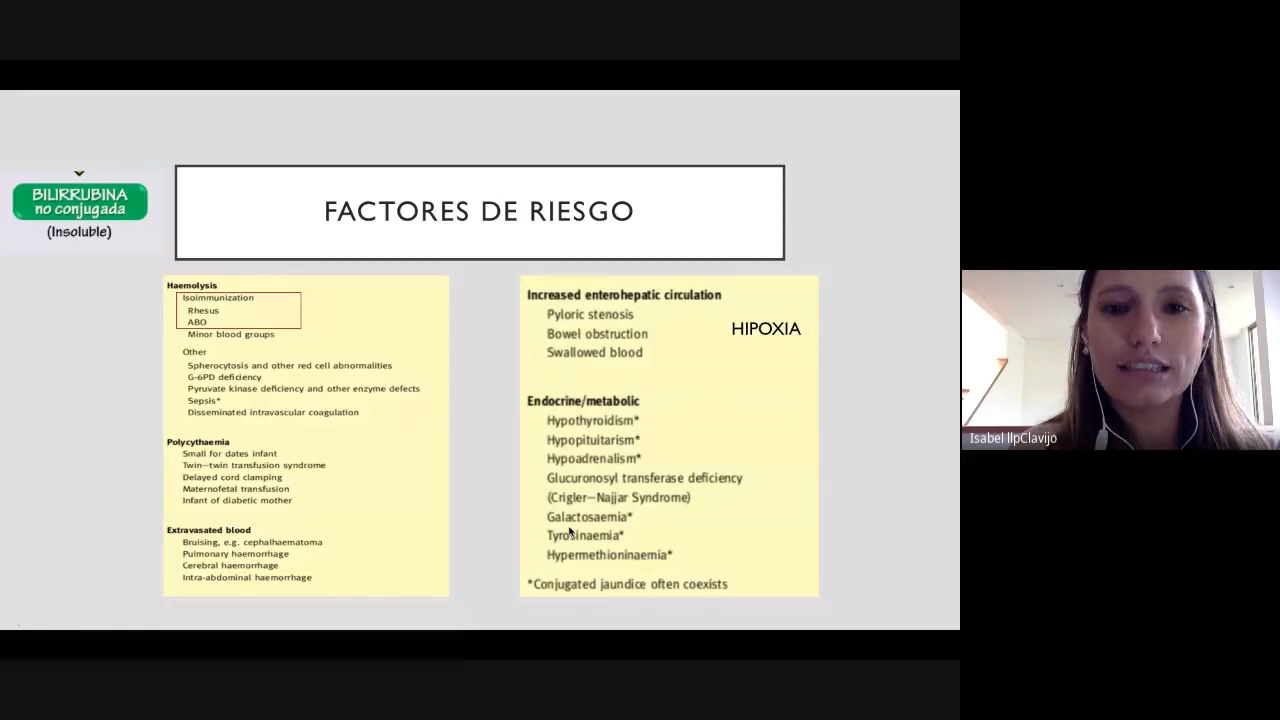 BILIRRUBINA
no conjugada
(Insoluble)
FACTORES DE RIESGO
Haemolysis
Isoimmunization
Rhesus
ABO
Minor blood groups
Other
Spherocytosis and other red cell abnormalities
G-6PD deficiency
Pyruvate kinase deficiency and other enzyme defects
Sepsis*
Disseminated intravascular coagulation
Polycythaemia
Small for dates infant
Twin–twin transfusion syndrome
Delayed cord clamping
Maternofetal transfusion
Infant of diabetic mother
Extravasated blood
Bruising, e.g. cephalhaematoma
Pulmonary haemorrhage
Cerebral haemorrhage
Intra-abdominal haemorrhage
Increased enterohepatic circulation
Pyloric stenosis
Bowel obstruction
Swallowed blood
HIPOXIA
Endocrine/metabolic
Hypothyroidism*
Hypopituitarism*
Hypoadrenalism*
Glucuronosyl transferase deficiency
(Crigler–Najjar Syndrome)
Galactosaemia*
Tyrosinaemia*
Hypermethioninaemia*
*Conjugated jaundice often coexists
Isabel llpClavijo